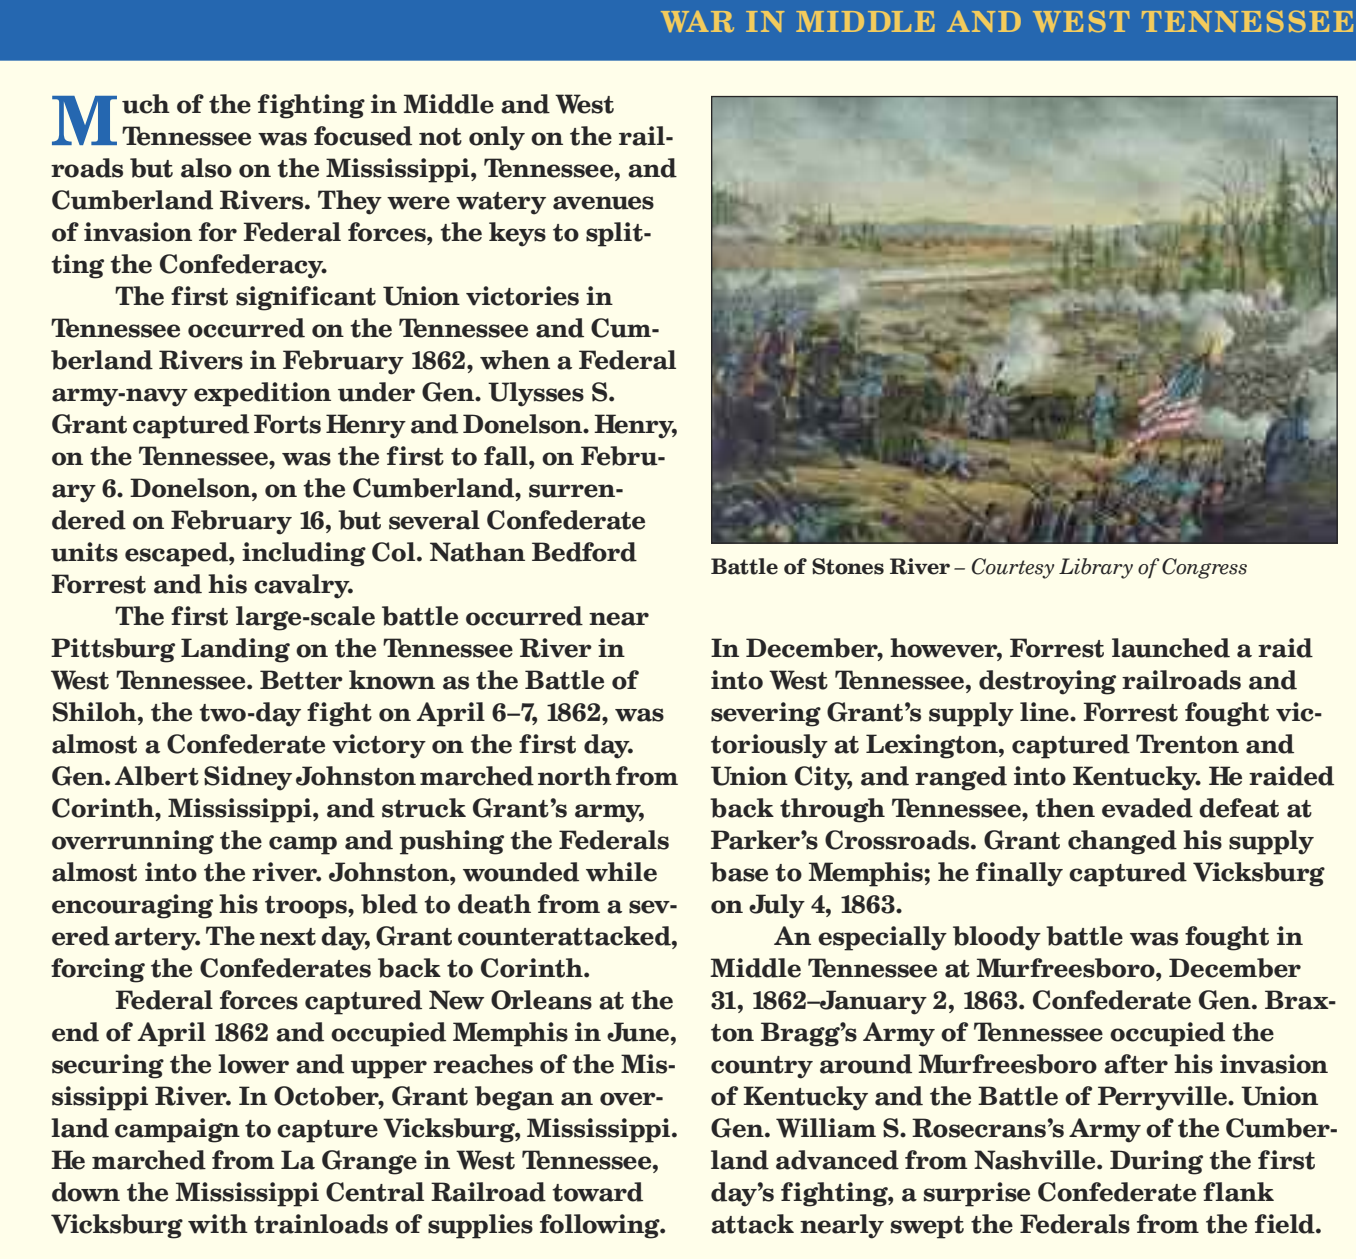 WAR IN MIDDLE AND WEST TENNESSEE
Much of the fighting in Middle and West
Tennessee was focused not only on the rail-
roads but also on the Mississippi, Tennessee, and
Cumberland Rivers. They were watery avenues
of invasion for Federal forces, the keys to split-
ting the Confederacy.
The first significant Union victories in
Tennessee occurred on the Tennessee and Cum-
berland Rivers in February 1862, when a Federal
army-navy expedition under Gen. Ulysses S.
Grant captured Forts Henry and Donelson. Henry,
on the Tennessee, was the first to fall, on Febru-
ary 6. Donelson, on the Cumberland, surren-
dered on February 16, but several Confederate
units escaped, including Col. Nathan Bedford
Forrest and his cavalry.
The first large-scale battle occurred near
Pittsburg Landing on the Tennessee River in
West Tennessee. Better known as the Battle of
Shiloh, the two-day fight on April 6–7, 1862, was
almost a Confederate victory on the first day.
Gen. Albert Sidney Johnston marched north from
Corinth, Mississippi, and struck Grant's army,
overrunning the camp and pushing the Federals
almost into the river. Johnston, wounded while
encouraging his troops, bled to death from a sev-
ered artery. The next day, Grant counterattacked,
forcing the Confederates back to Corinth.
Federal forces captured New Orleans at the
end of April 1862 and occupied Memphis in June,
securing the lower and upper reaches of the Mis-
sissippi River. In October, Grant began an over-
land campaign to capture Vicksburg, Mississippi.
He marched from La Grange in West Tennessee,
down the Mississippi Central Railroad toward
Vicksburg with trainloads of supplies following.
Battle of Stones River – Courtesy Library of Congress
In December, however, Forrest launched a raid
into West Tennessee, destroying railroads and
severing Grant's supply line. Forrest fought vic-
toriously at Lexington, captured Trenton and
Union City, and ranged into Kentucky. He raided
back through Tennessee, then evaded defeat at
Parker's Crossroads. Grant changed his supply
base to Memphis; he finally captured Vicksburg
on July 4, 1863.
An especially bloody battle was fought in
Middle Tennessee at Murfreesboro, December
31, 1862–January 2, 1863. Confederate Gen. Brax-
ton Bragg's Army of Tennessee occupied the
country around Murfreesboro after his invasion
of Kentucky and the Battle of Perryville. Union
Gen. William S. Rosecrans's Army of the Cumber-
land advanced from Nashville. During the first
day's fighting, a surprise Confederate flank
attack nearly swept the Federals from the field.